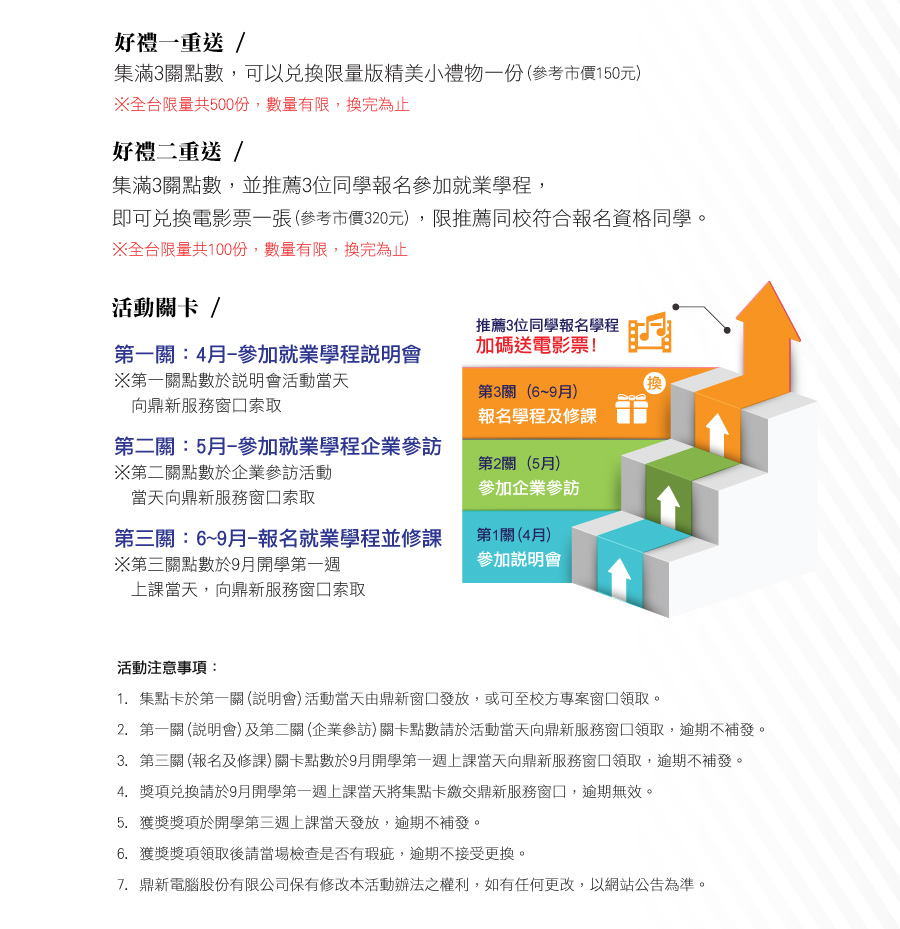 好禮一重送 /
集滿3關點數，可以兌換限量版精美小禮物一份(參考市價150元)
※全台限量共500份，數量有限，換完為止
好禮二重送 /
集滿3關點數，並推薦3位同學報名參加就業學程，
即可兌換電影票一張(參考市價320元)，限推薦同校符合報名資格同學。
※全台限量共100份，數量有限，換完為止
活動關卡 /
第一關：4月-參加就業學程説明會
※第一關點數於説明會活動當天
向鼎新服務窗口索取
第二關：5月-參加就業學程企業參訪
※第二關點數於企業參訪活動
當天向鼎新服務窗口索取
第三關：6~9月-報名就業學程並修課
※第三關點數於9月開學第一週
上課當天，向鼎新服務窗口索取
推薦3位同學報名學程
加碼送電影票!
換
第3關 (6~9月)
報名學程及修課
第2關 (5月)
參加企業參訪
第1關(4月)
參加説明會
活動注意事項：
1. 集點卡於第一關(説明會)活動當天由鼎新窗口發放，或可至校方專案窗口領取。
2. 第一關(説明會)及第二關(企業參訪)關卡點數請於活動當天向鼎新服務窗口領取，逾期不補發。
3. 第三關(報名及修課)關卡點數於9月開學第一週上課當天向鼎新服務窗口領取，逾期不補發。
4. 獎項兌換請於9月開學第一週上課當天將集點卡繳交鼎新服務窗口，逾期無效。
5. 獲獎獎項於開學第三週上課當天發放，逾期不補發。
6. 獲獎獎項領取後請當場檢查是否有瑕疵，逾期不接受更換。
7. 鼎新電腦股份有限公司保有修改本活動辦法之權利，如有任何更改，以網站公告為準。